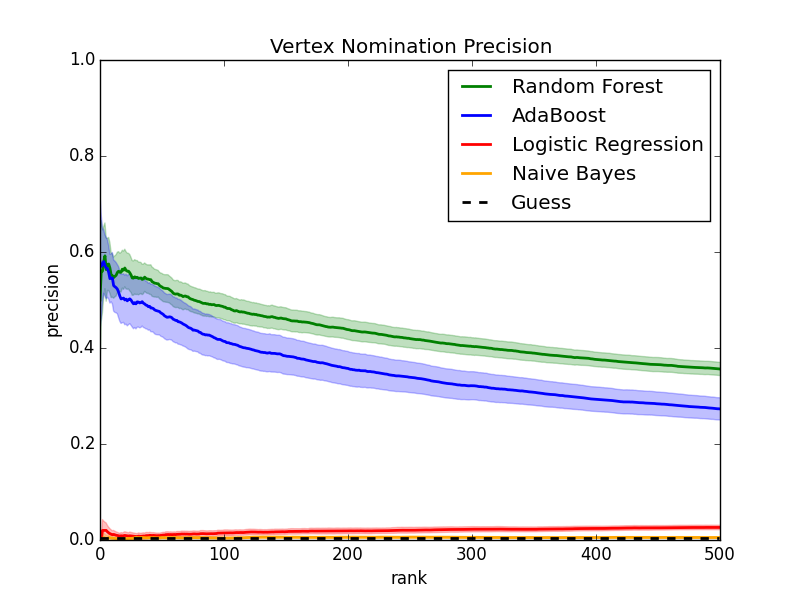 Vertex Nomination Precision
1.0
0.8
0.6
0.4
0.2
0.0
precision
Random Forest
AdaBoost
Logistic Regression
Naive Bayes
Guess
0 100 200 300 400 500
rank